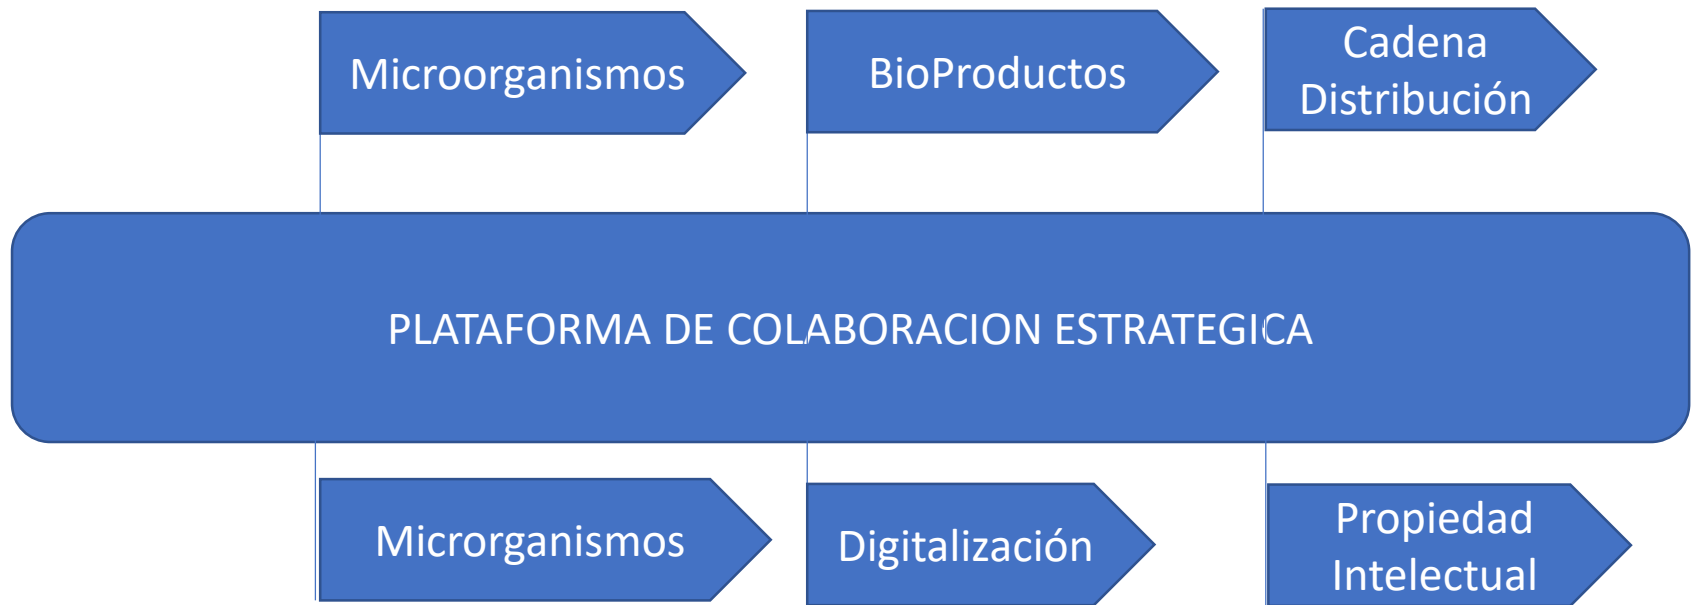 Microorganismos
BioProductos
Cadena
Distribución
PLATAFORMA DE COLABORACION ESTRATEGICA
Microrganismos
Digitalización
Propiedad
Intelectual